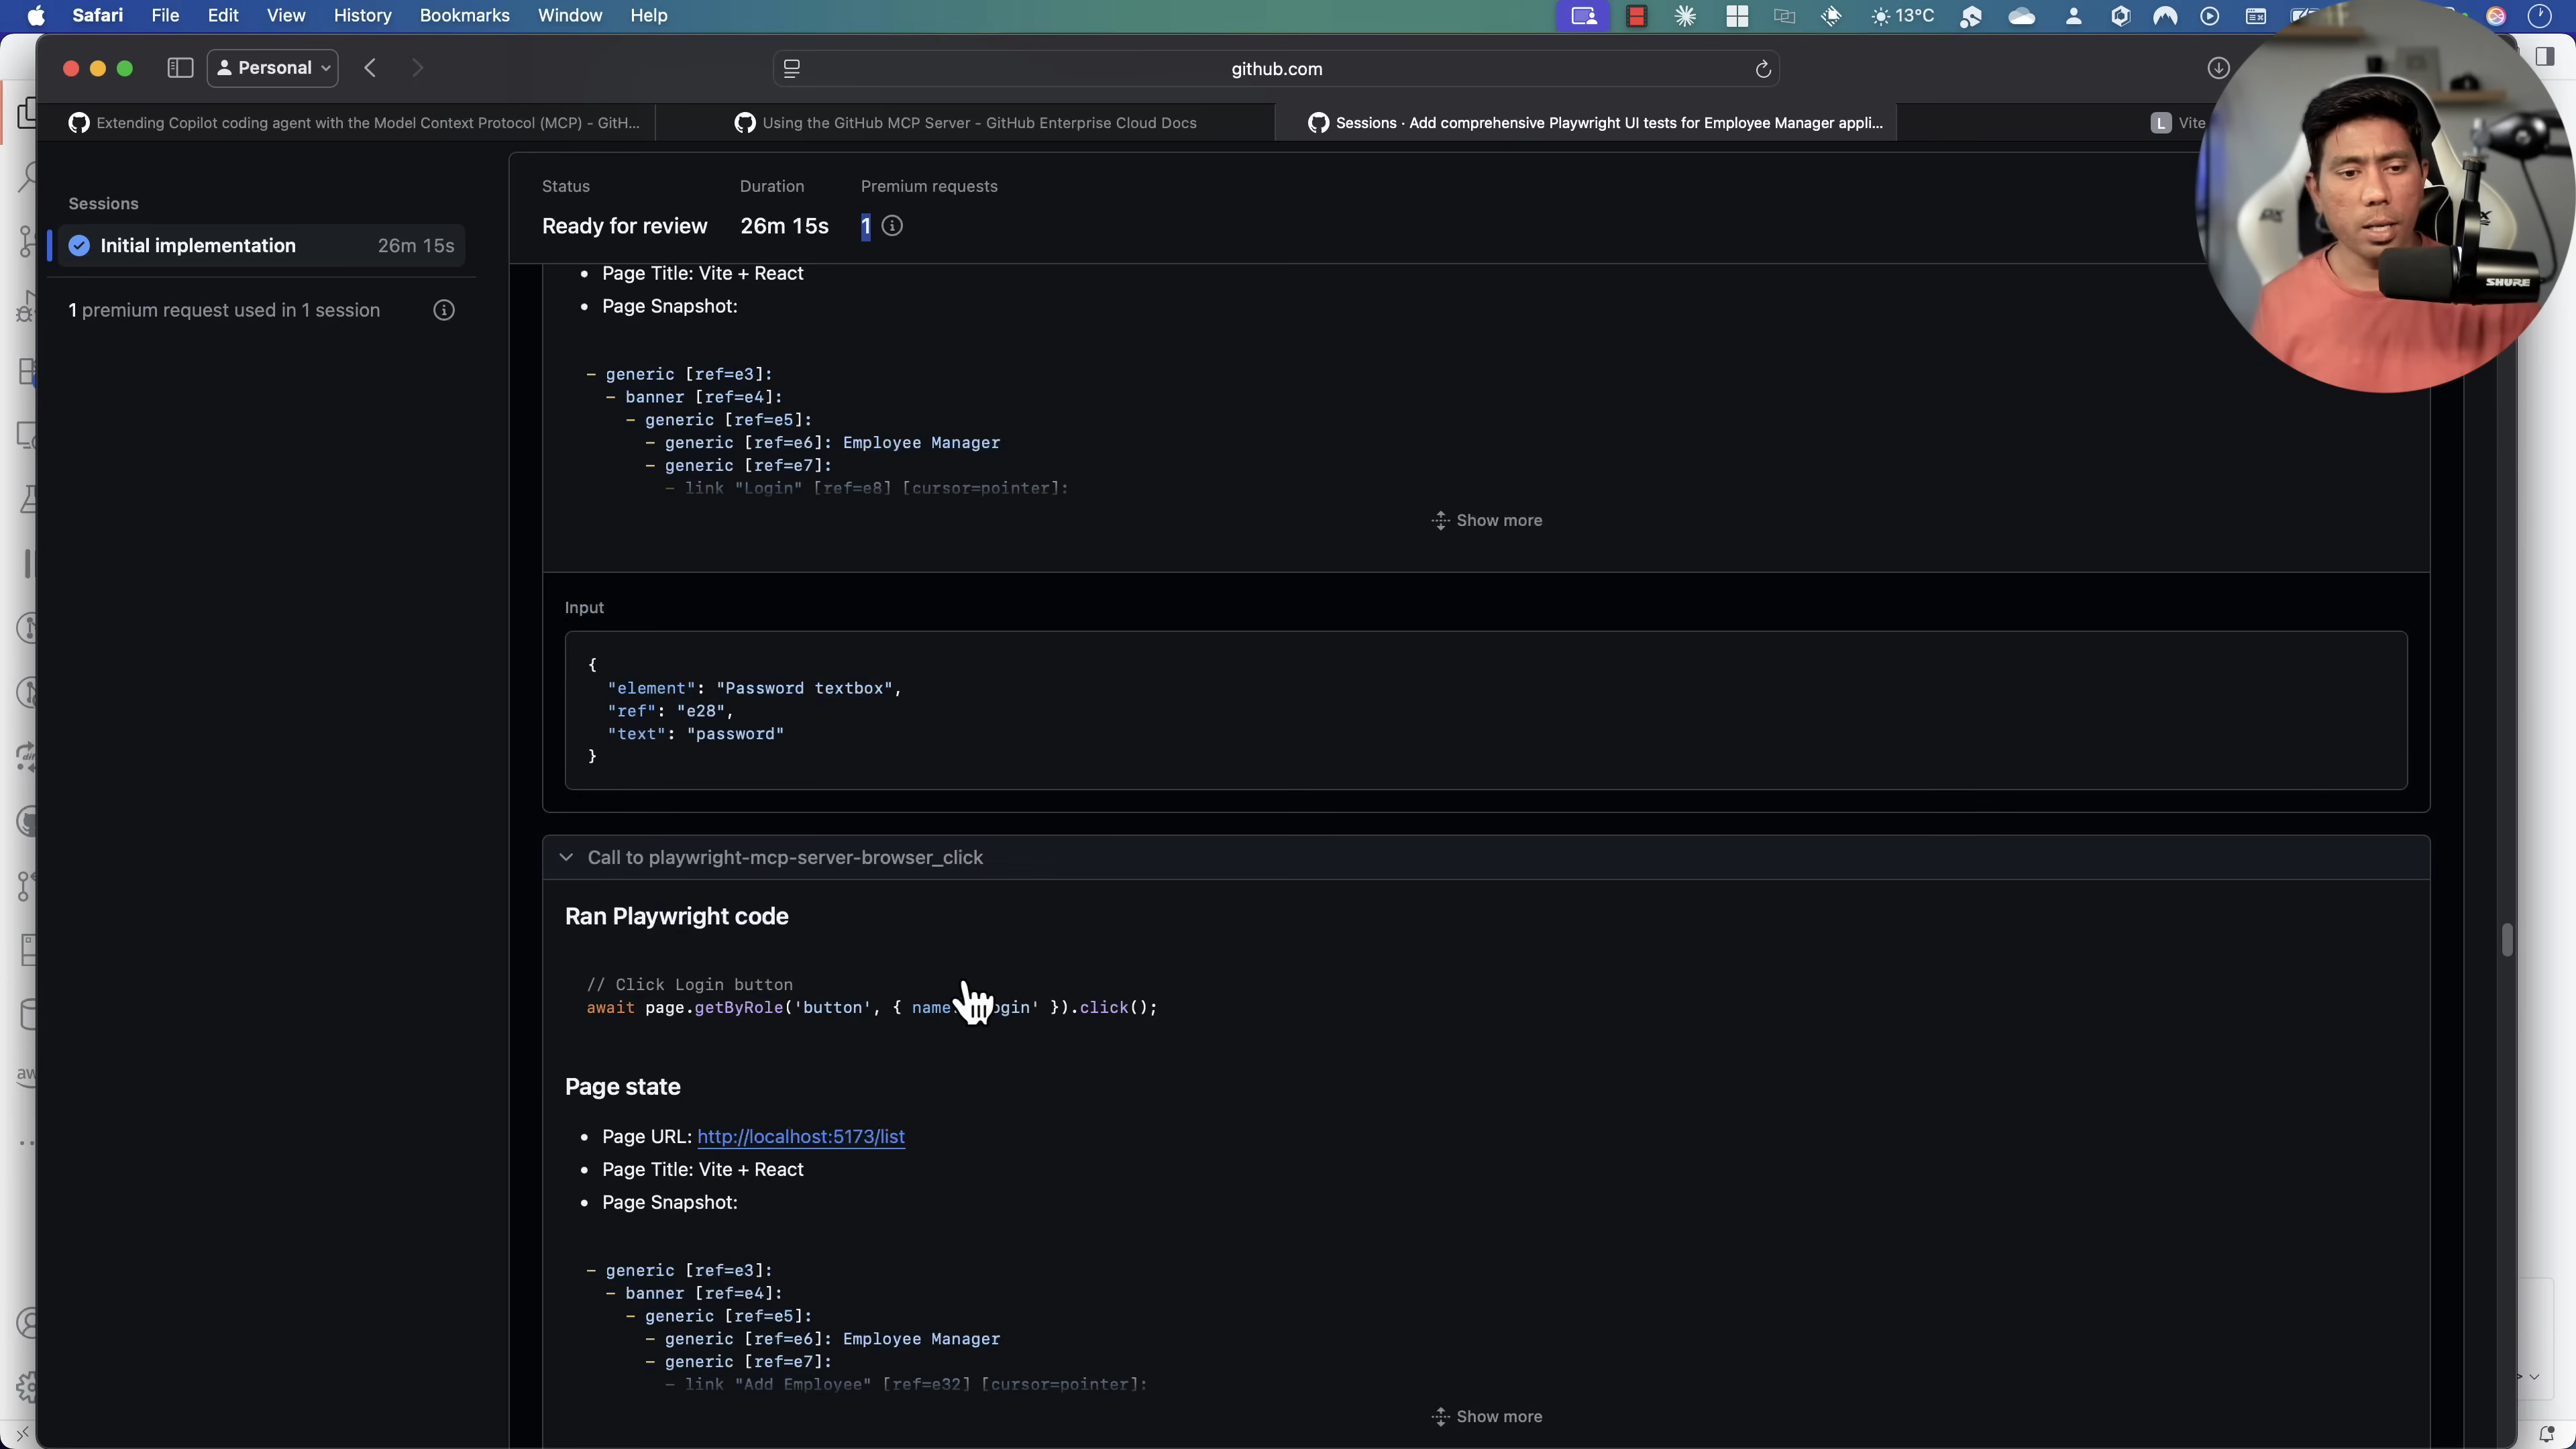 Safari File Edit View History Bookmarks Window Help 13°C
Personal github.com
Extending Copilot coding agent with the Model Context Protocol (MCP) - GitH...
Using the GitHub MCP Server - GitHub Enterprise Cloud Docs
Sessions · Add comprehensive Playwright UI tests for Employee Manager appli...
L Vite
Sessions
Initial implementation 26m 15s
1 premium request used in 1 session
Status Duration Premium requests
Ready for review 26m 15s 1
• Page Title: Vite + React
• Page Snapshot:
- generic [ref=e3]:
- banner [ref=e4]:
- generic [ref=e5]:
- generic [ref=e6]: Employee Manager
- generic [ref=e7]:
- link "Login" [ref=e8] [cursor=pointer]:
Show more
Input
{
"element": "Password textbox",
"ref": "e28",
"text": "password"
}
Call to playwright-mcp-server-browser_click
Ran Playwright code
// Click Login button
await page.getByRole('button', { name ogin' }).click();
Page state
• Page URL: http://localhost:5173/list
• Page Title: Vite + React
• Page Snapshot:
- generic [ref=e3]:
- banner [ref=e4]:
- generic [ref=e5]:
- generic [ref=e6]: Employee Manager
- generic [ref=e7]:
- link "Add Employee" [ref=e32] [cursor=pointer]:
Show more
SHURE